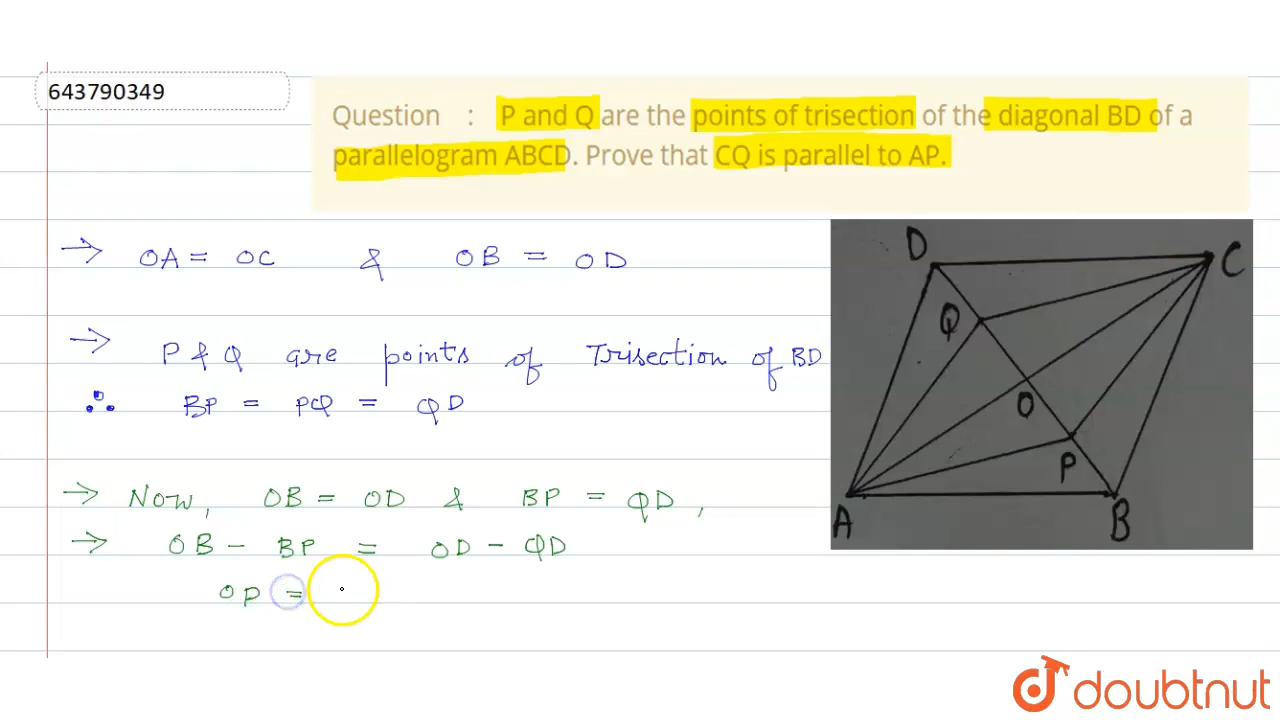 643790349
Question : P and Q are the points of trisection of the diagonal BD of a
parallelogram ABCD. Prove that CQ is parallel to AP.
→ OA = OC & OB = OD
→ P & Q are points of Trisection of BD
∴ BP = PQ = QD
→ Now, OB = OD & BP = QD,
→ OB - BP = OD - QD
OP =
D
C
Q
O
P
A
B
doubtnut